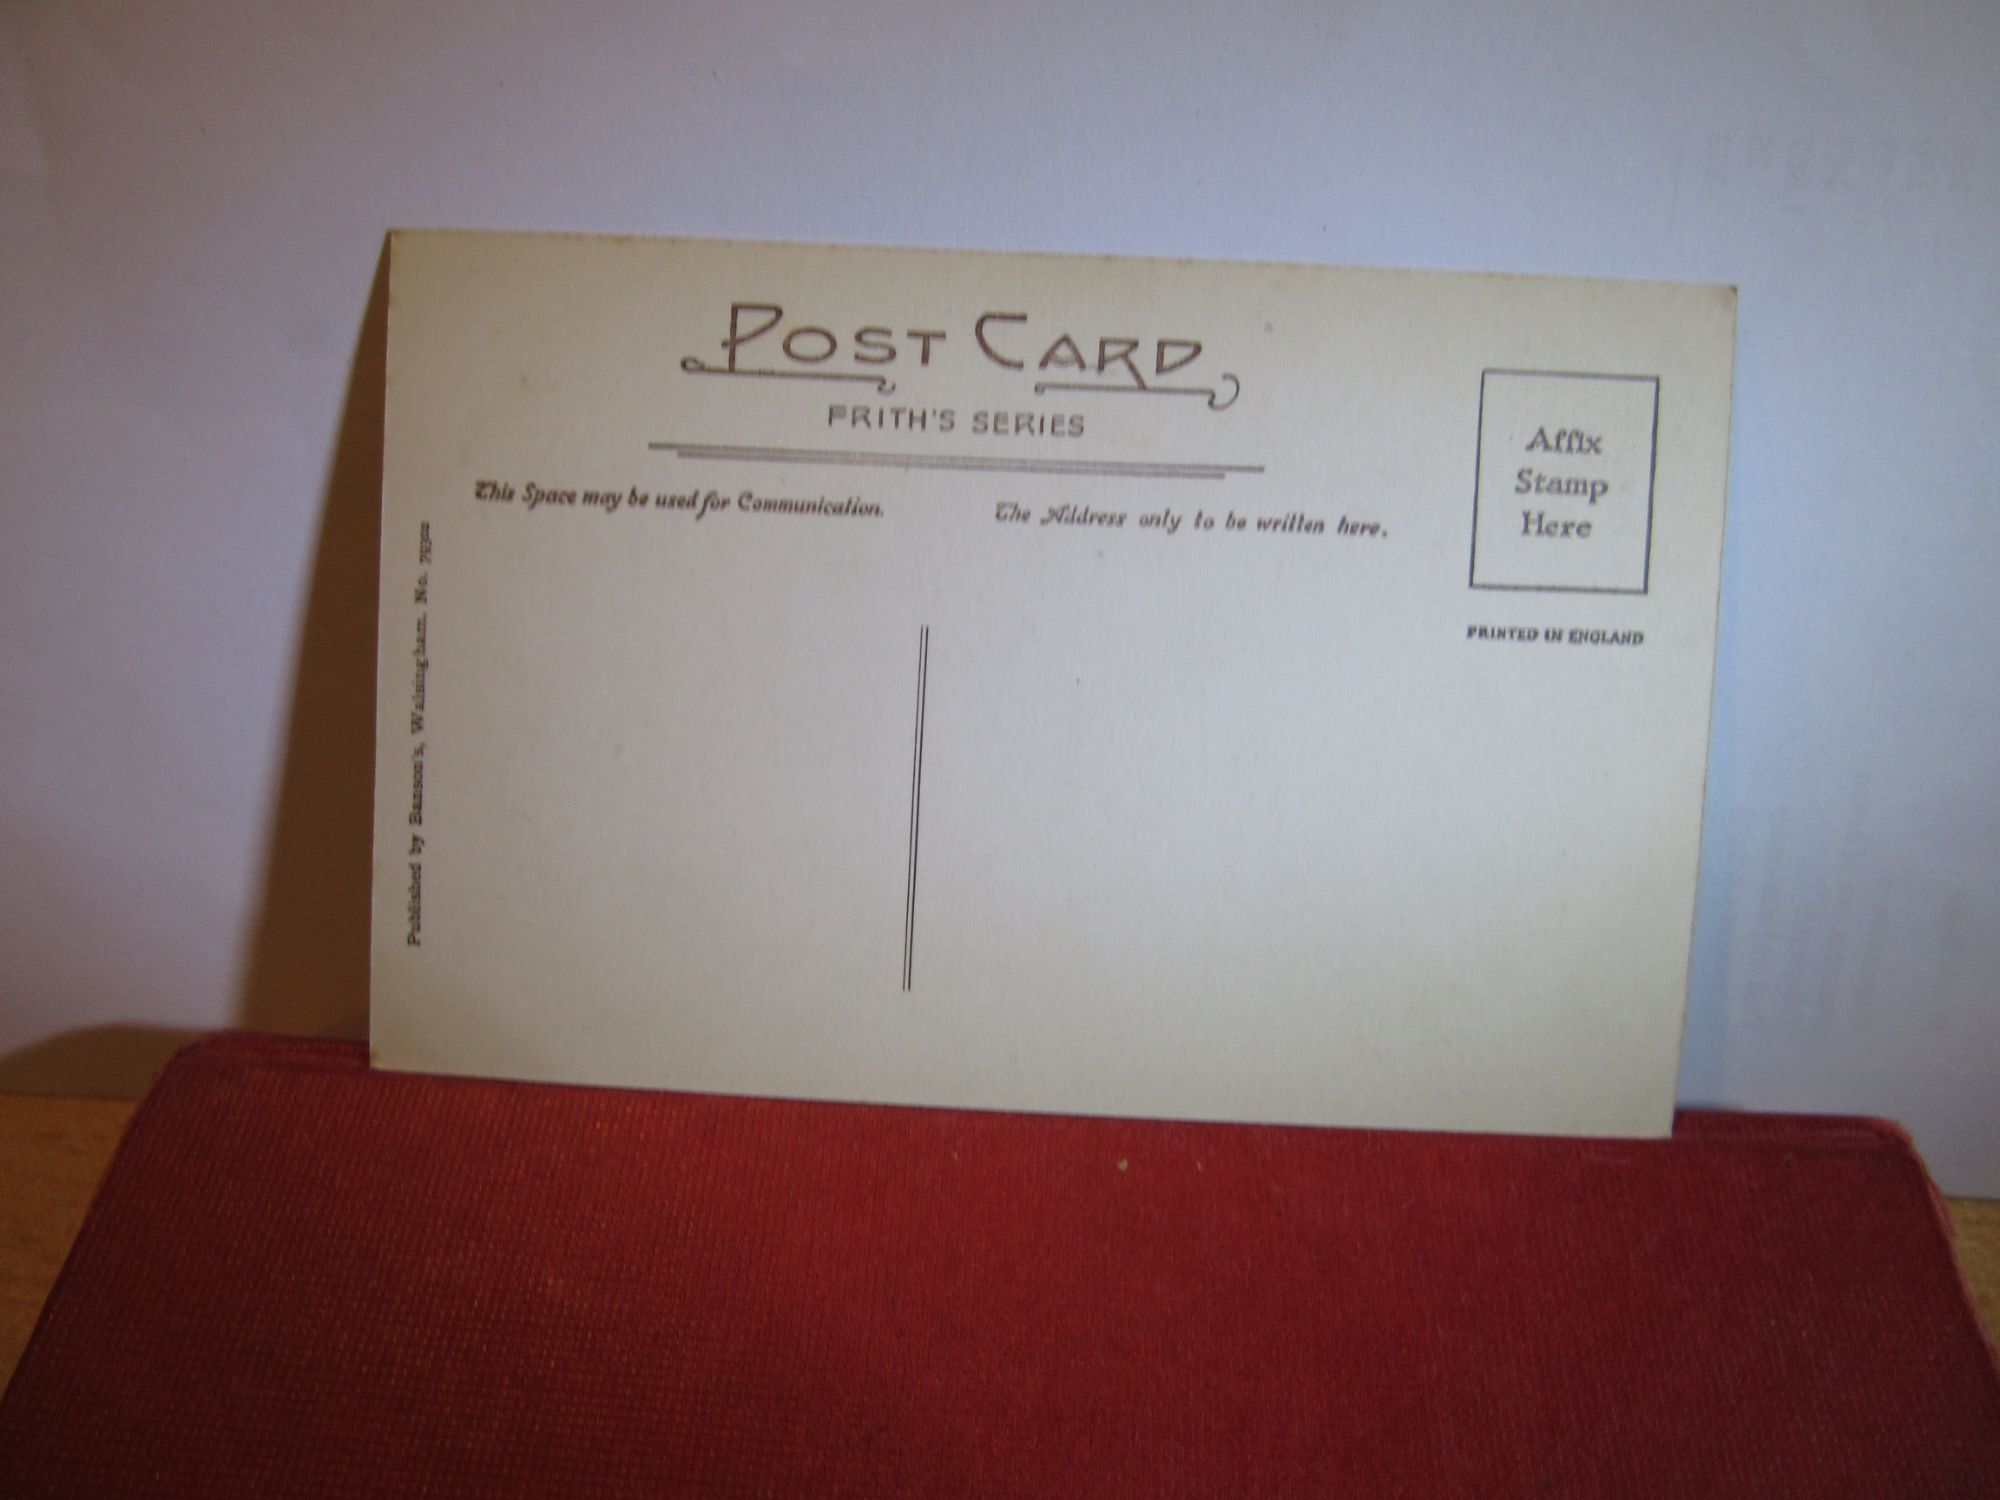 POST CARD
FRITH'S SERIES
This Space may be used for Communication.
The Address only to be written here.
Affix
Stamp
Here
PRINTED IN ENGLAND
Published by Banson's, Walsingham. No.